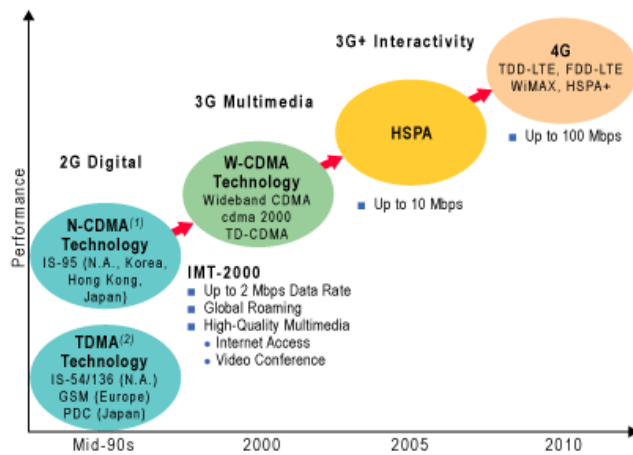 3G+ Interactivity
4G
TDD-LTE, FDD-LTE
WiMAX, HSPA+
3G Multimedia
HSPA
■ Up to 100 Mbps
2G Digital
W-CDMA
Technology
Wideband CDMA
cdma 2000
TD-CDMA
■ Up to 10 Mbps
Performance
N-CDMA(1)
Technology
IS-95 (N.A., Korea,
Hong Kong,
Japan)
IMT-2000
■ Up to 2 Mbps Data Rate
■ Global Roaming
■ High-Quality Multimedia
• Internet Access
• Video Conference
TDMA(2)
Technology
IS-54/136 (N.A.)
GSM (Europe)
PDC (Japan)
Mid-90s
2000
2005
2010